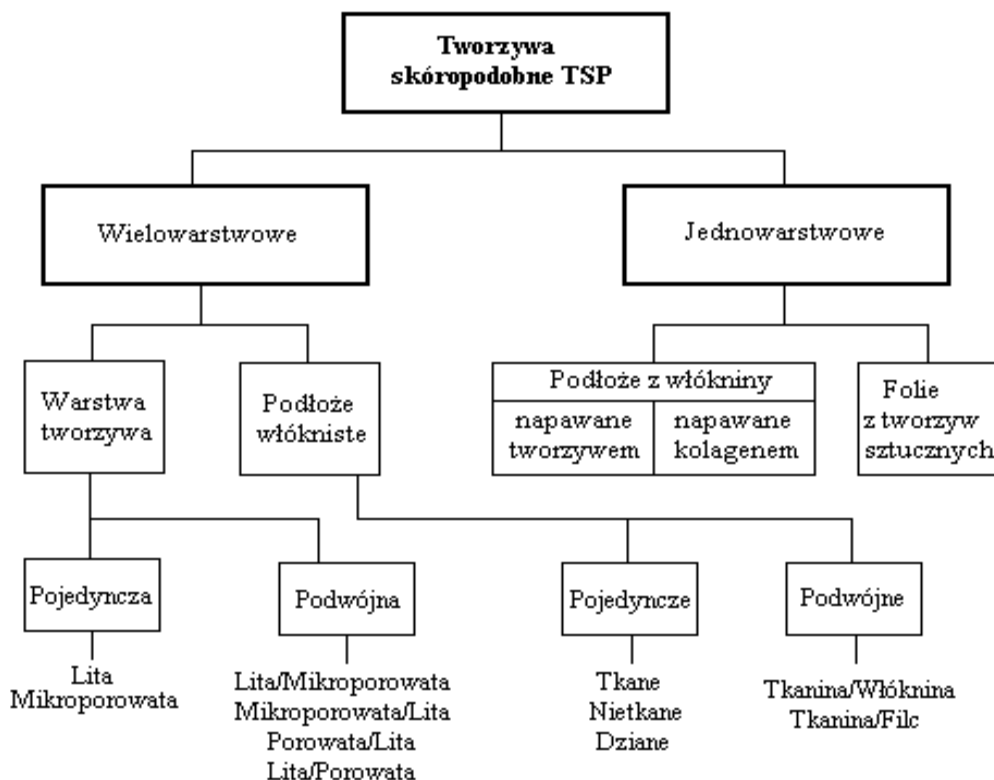 Tworzywa
skóropodobne TSP
Wielowarstwowe
Jednowarstwowe
Warstwa
tworzywa
Podłoże
włókniste
Podłoże z włókniny
napawane
tworzywem
napawane
kolagenem
Folie
z tworzyw
sztucznych
Pojedyncza
Podwójna
Pojedyncze
Podwójne
Lita
Mikroporowata
Lita/Mikroporowata
Mikroporowata/Lita
Porowata/Lita
Lita/Porowata
Tkane
Nietkane
Dziane
Tkanina/Włóknina
Tkanina/Filc